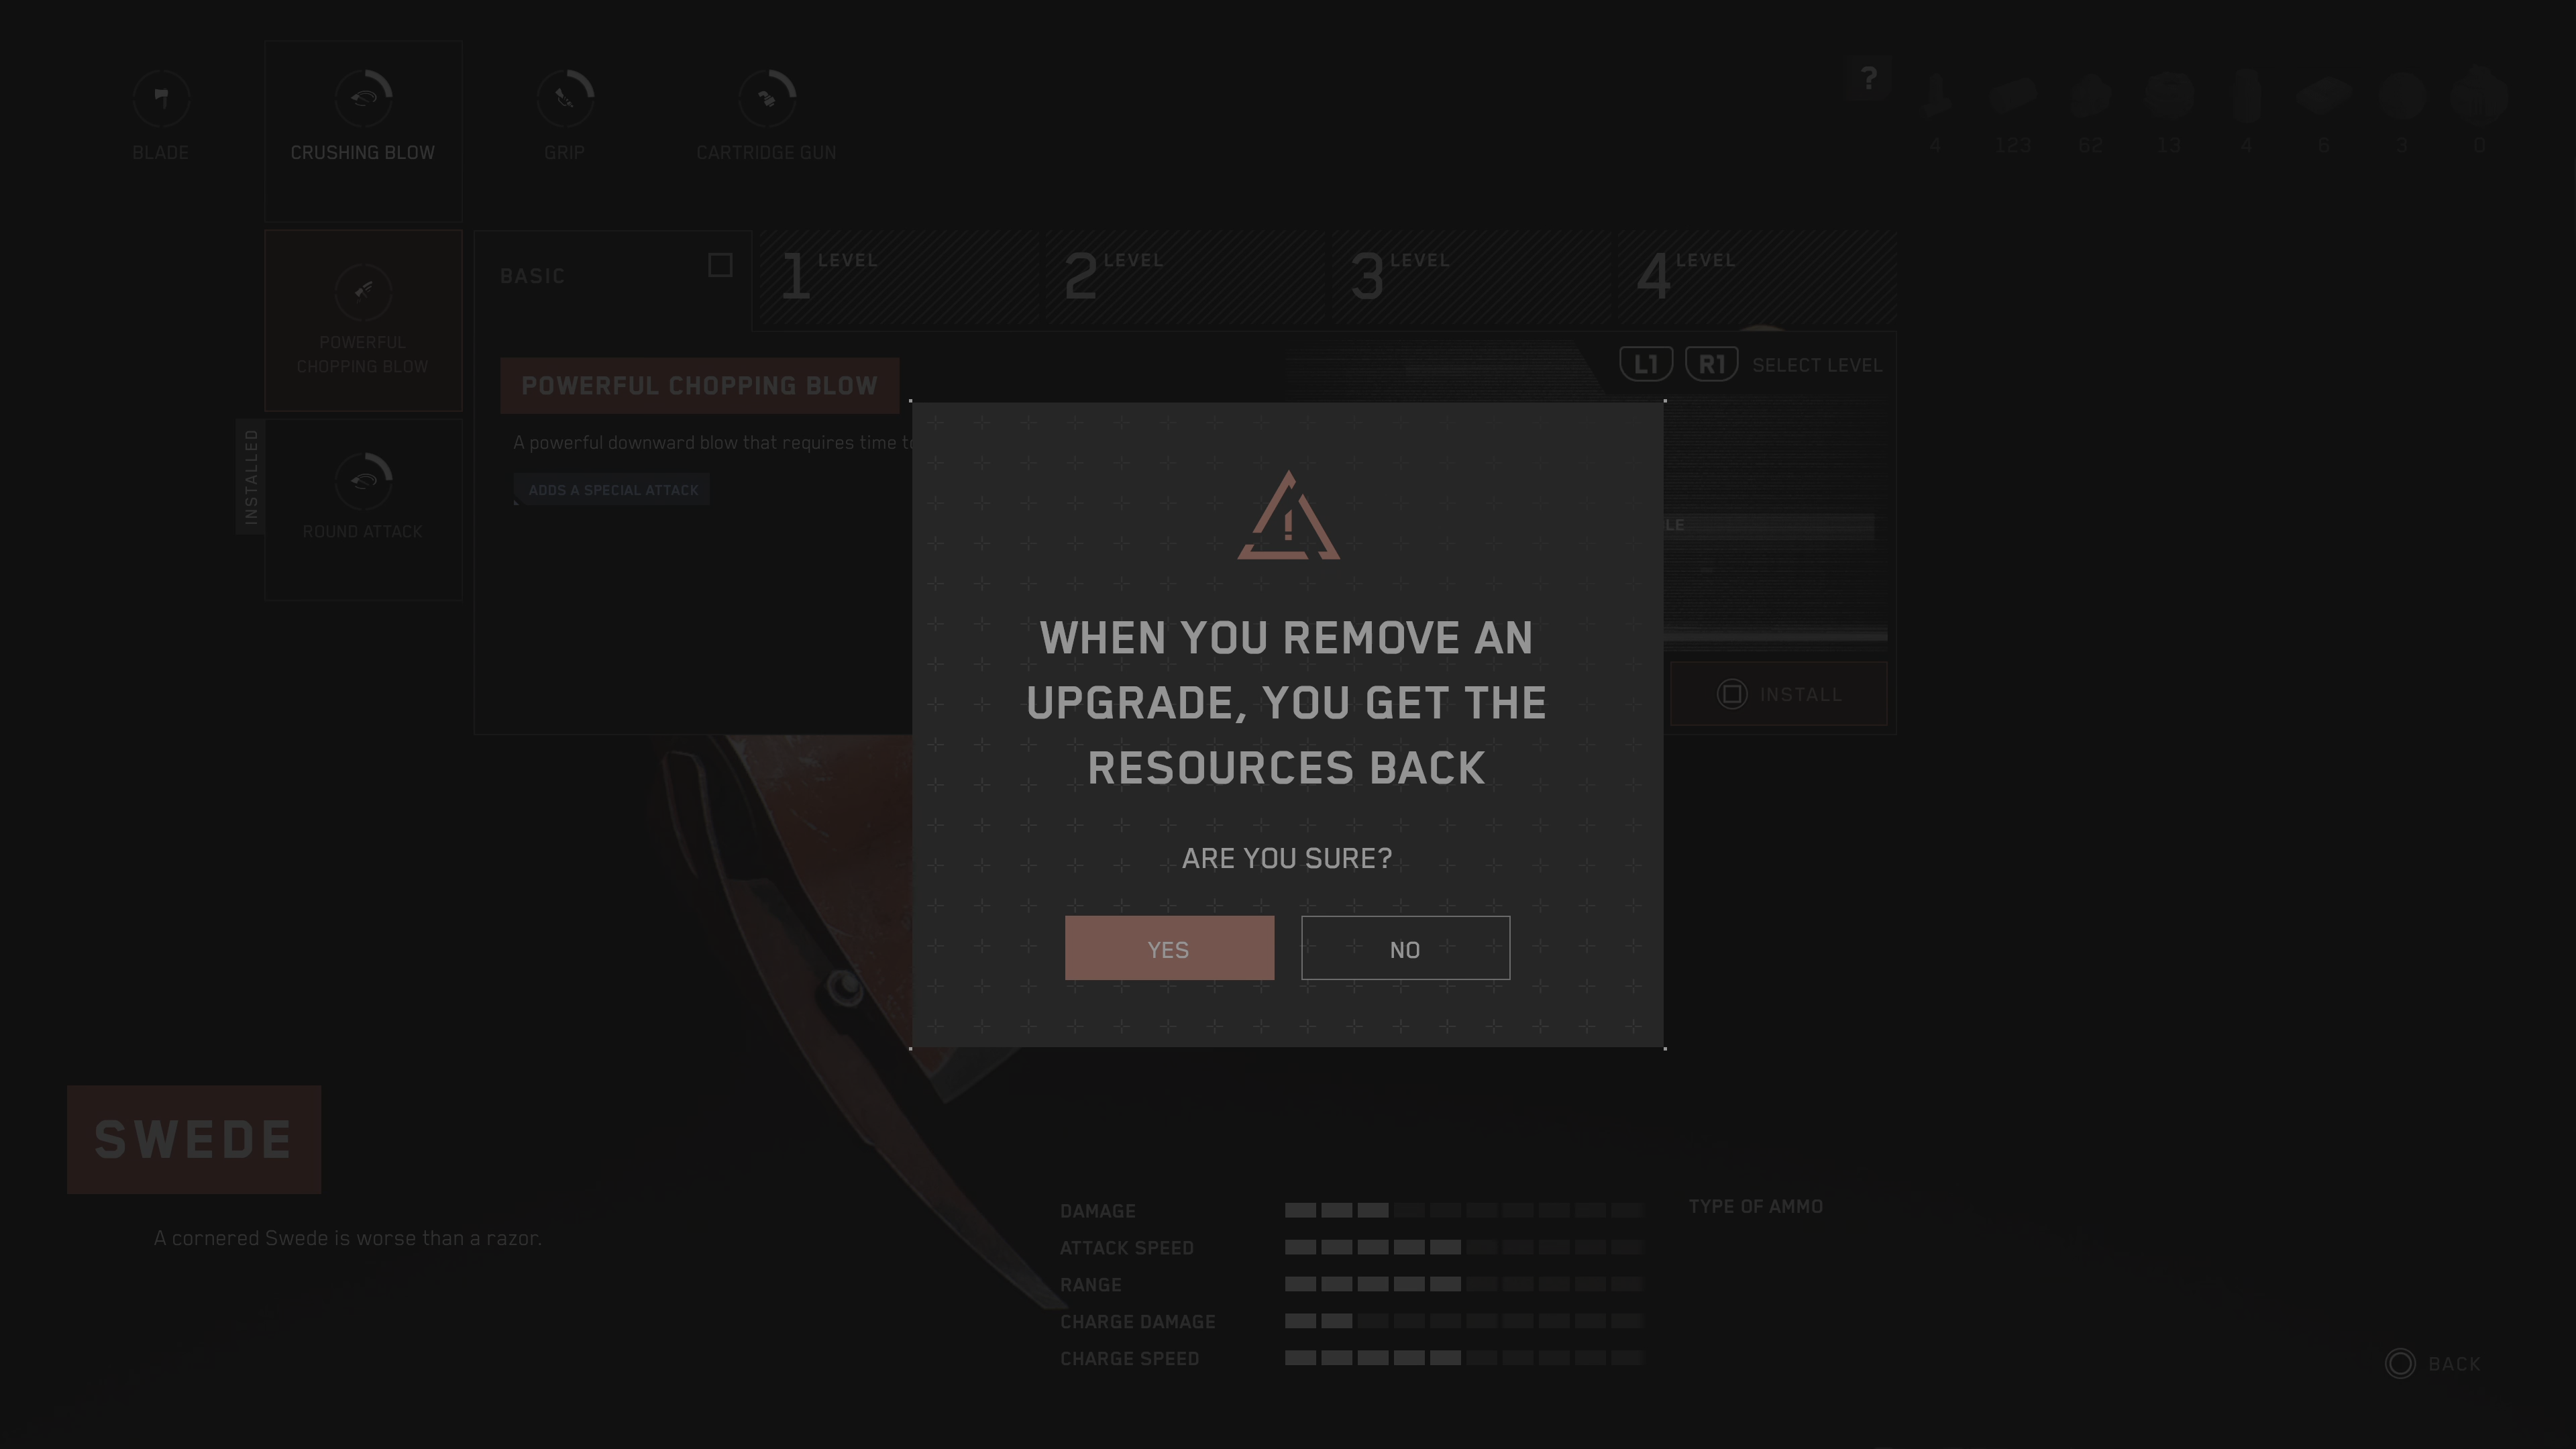 BLADE
CRUSHING BLOW
GRIP
CARTRIDGE GUN
?
4 123 62 13 4 6 3 0
POWERFUL
CHOPPING BLOW
INSTALLED
ROUND ATTACK
BASIC
1 LEVEL
2 LEVEL
3 LEVEL
4 LEVEL
L1 R1 SELECT LEVEL
POWERFUL CHOPPING BLOW
A powerful downward blow that requires time
ADDS A SPECIAL ATTACK
INSTALL
WHEN YOU REMOVE AN
UPGRADE, YOU GET THE
RESOURCES BACK
ARE YOU SURE?
YES
NO
SWEDE
A cornered Swede is worse than a razor.
DAMAGE
ATTACK SPEED
RANGE
CHARGE DAMAGE
CHARGE SPEED
TYPE OF AMMO
BACK